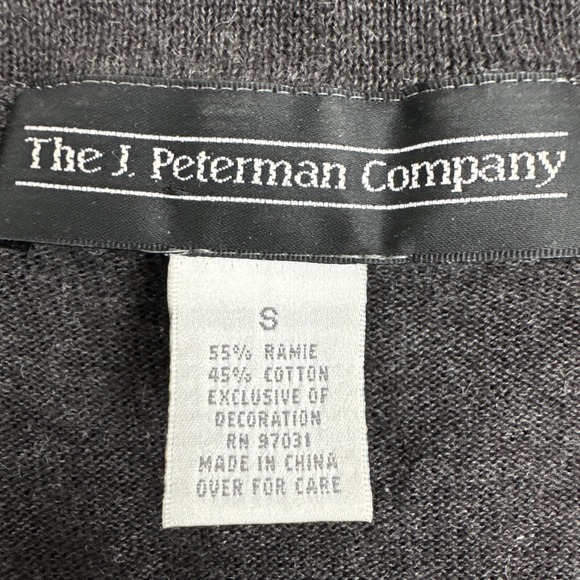 The J. Peterman Company
S
55% RAMIE
45% COTTON
EXCLUSIVE OF
DECORATION
RN 97031
MADE IN CHINA
OVER FOR CARE